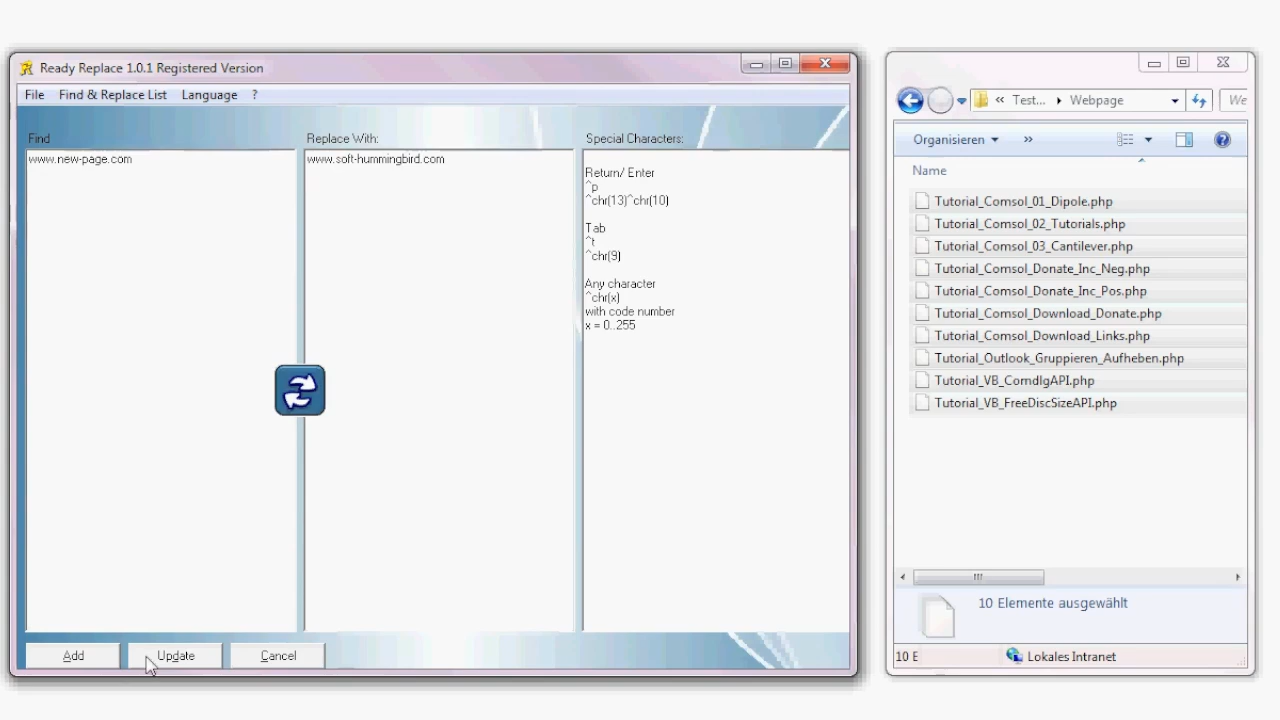 Ready Replace 1.0.1 Registered Version
File Find & Replace List Language ?
Find
www.new-page.com
Replace With:
www.soft-hummingbird.com
Special Characters:
Return/ Enter
^p
^chr(13)^chr(10)
Tab
^t
^chr(9)
Any character
^chr(x)
with code number
x = 0..255
Add Update Cancel
« Test... Webpage We
Organisieren »
Name
Tutorial_Comsol_01_Dipole.php
Tutorial_Comsol_02_Tutorials.php
Tutorial_Comsol_03_Cantilever.php
Tutorial_Comsol_Donate_Inc_Neg.php
Tutorial_Comsol_Donate_Inc_Pos.php
Tutorial_Comsol_Download_Donate.php
Tutorial_Comsol_Download_Links.php
Tutorial_Outlook_Gruppieren_Aufheben.php
Tutorial_VB_ComdlgAPI.php
Tutorial_VB_FreeDiscSizeAPI.php
10 Elemente ausgewählt
10 E Lokales Intranet